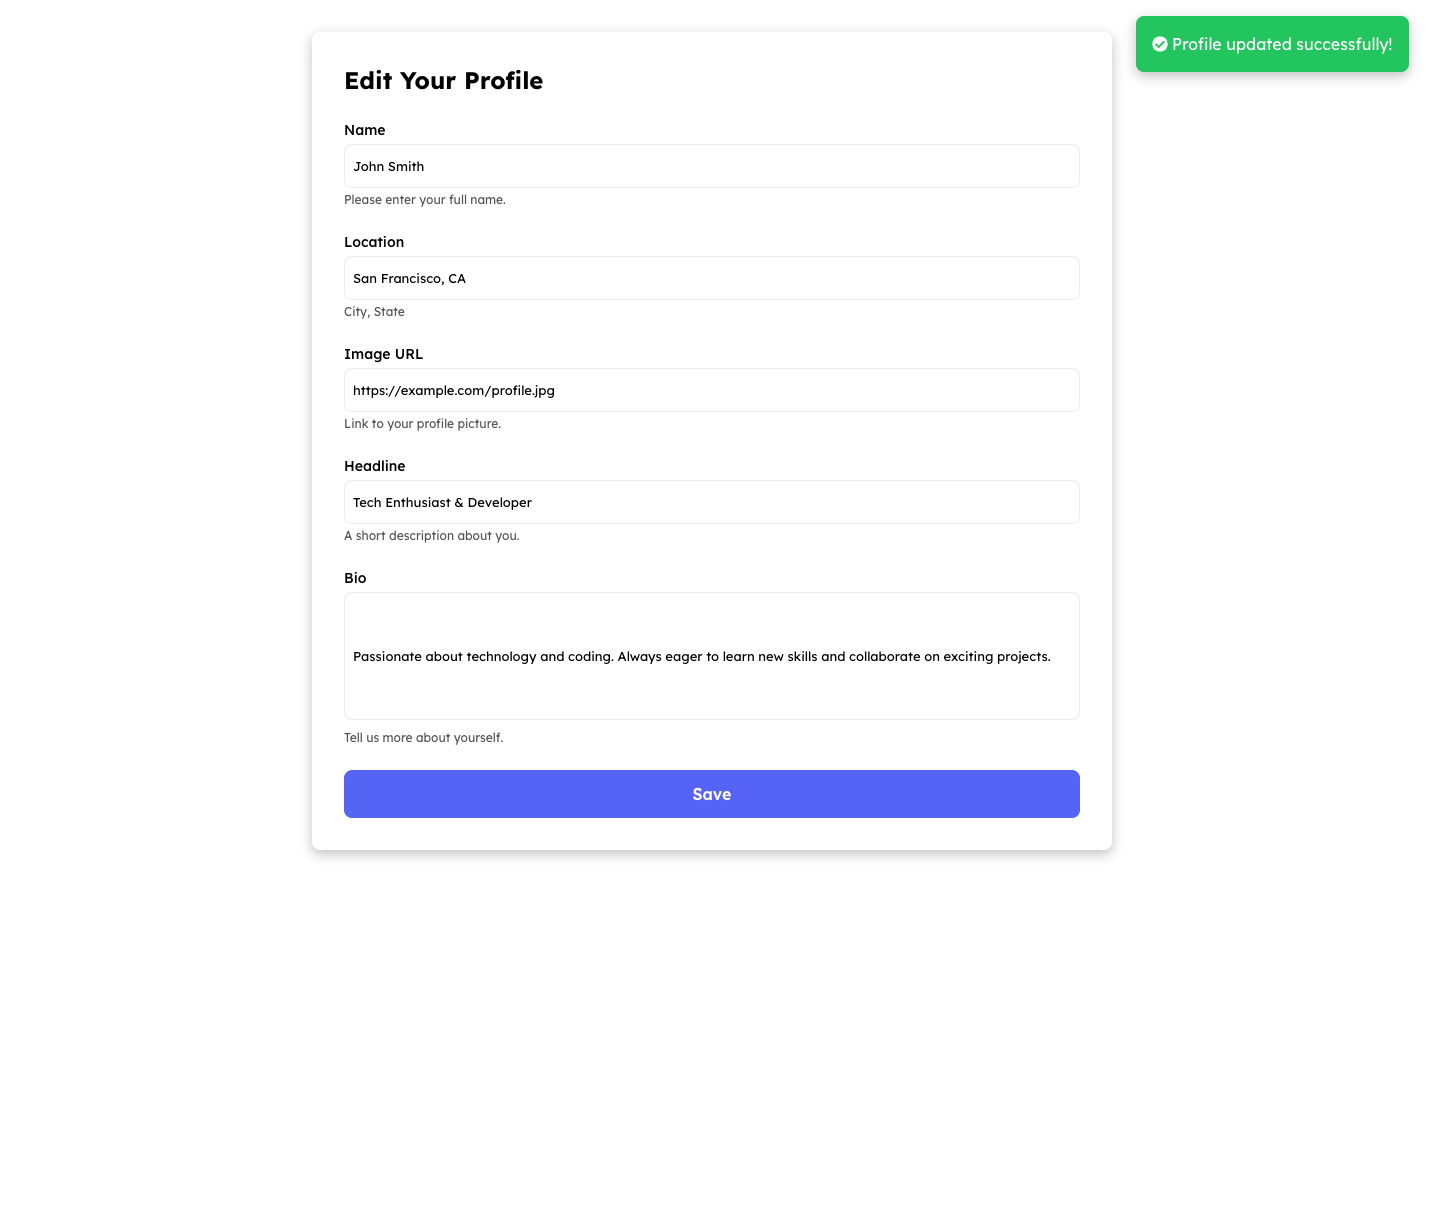 Profile updated successfully!
Edit Your Profile
Name
John Smith
Please enter your full name.
Location
San Francisco, CA
City, State
Image URL
https://example.com/profile.jpg
Link to your profile picture.
Headline
Tech Enthusiast & Developer
A short description about you.
Bio
Passionate about technology and coding. Always eager to learn new skills and collaborate on exciting projects.
Tell us more about yourself.
Save